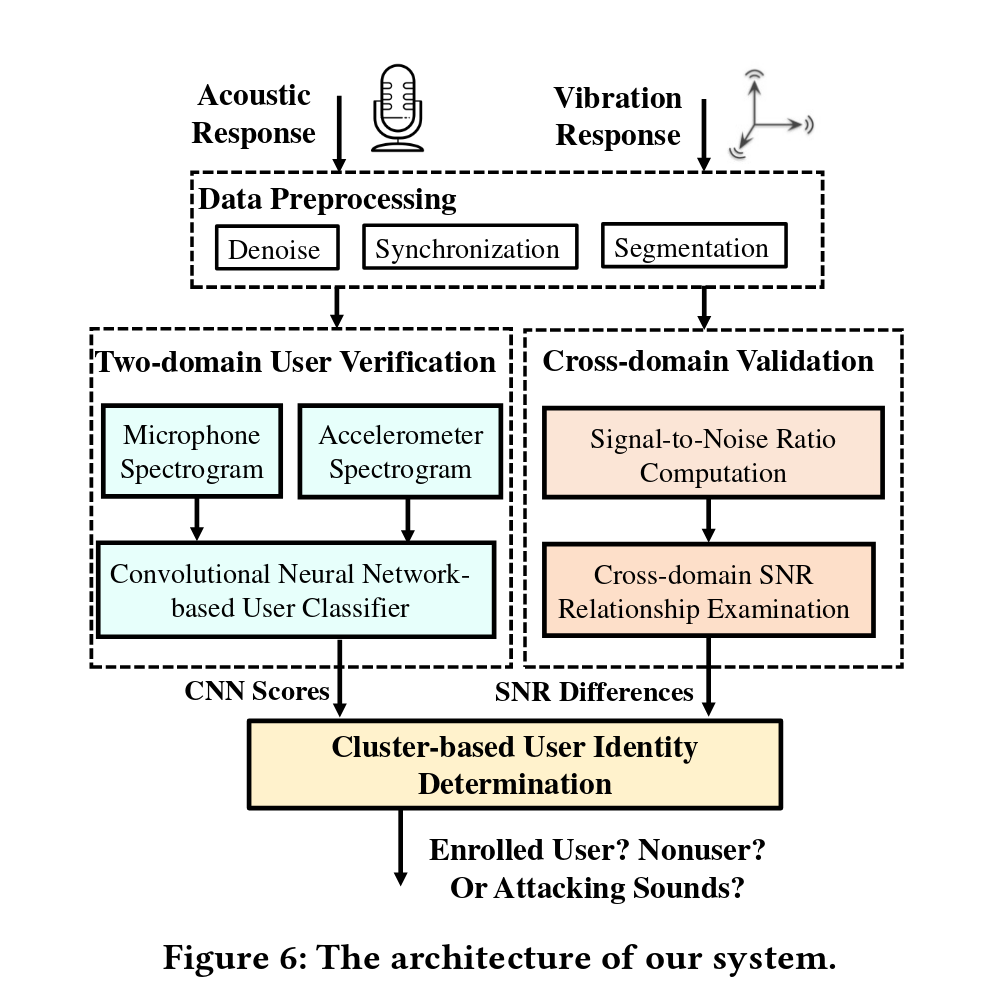 Acoustic
Response
Vibration
Response
Data Preprocessing
Denoise
Synchronization
Segmentation
Two-domain User Verification
Microphone
Spectrogram
Accelerometer
Spectrogram
Convolutional Neural Network-
based User Classifier
Cross-domain Validation
Signal-to-Noise Ratio
Computation
Cross-domain SNR
Relationship Examination
CNN Scores
SNR Differences
Cluster-based User Identity
Determination
Enrolled User? Nonuser?
Or Attacking Sounds?
Figure 6: The architecture of our system.